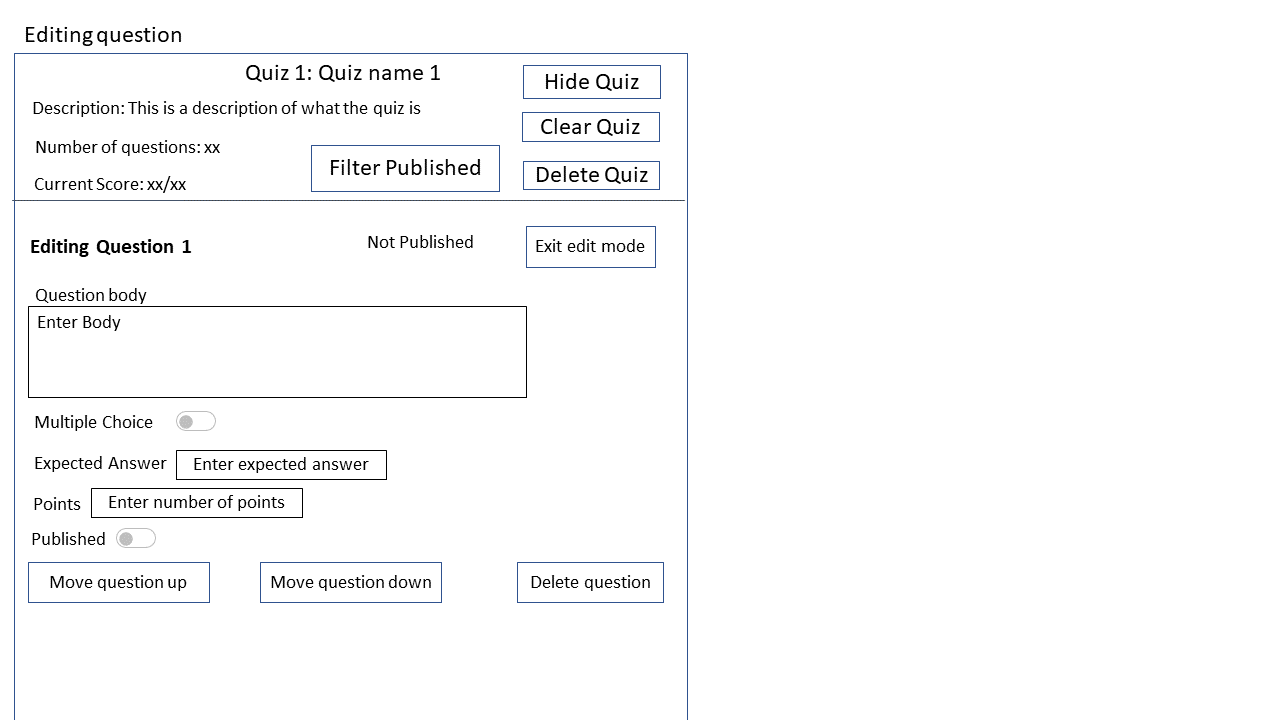 Editing question
Quiz 1: Quiz name 1
Hide Quiz
Description: This is a description of what the quiz is
Clear Quiz
Number of questions: xx
Filter Published
Delete Quiz
Current Score: xx/xx
Editing Question 1
Not Published
Exit edit mode
Question body
Enter Body
Multiple Choice
Expected Answer
Enter expected answer
Points
Enter number of points
Published
Move question up
Move question down
Delete question